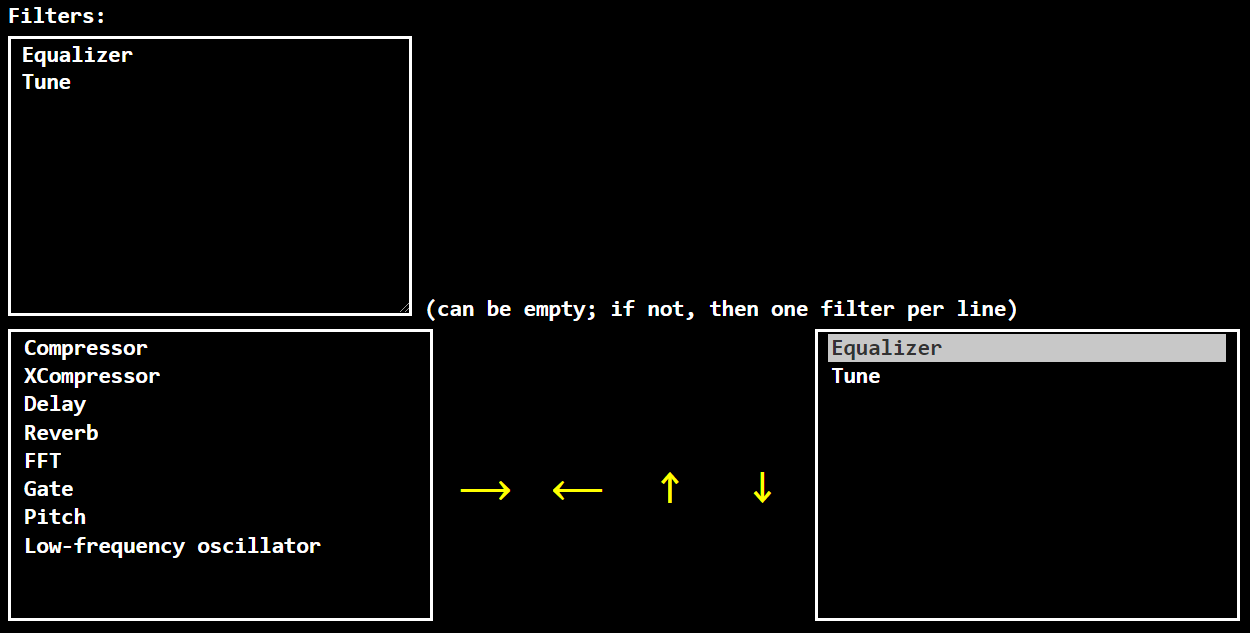 Filters:
Equalizer
Tune
(can be empty; if not, then one filter per line)
Compressor
XCompressor
Delay
Reverb
FFT
Gate
Pitch
Low-frequency oscillator
→ ← ↑ ↓
Equalizer
Tune